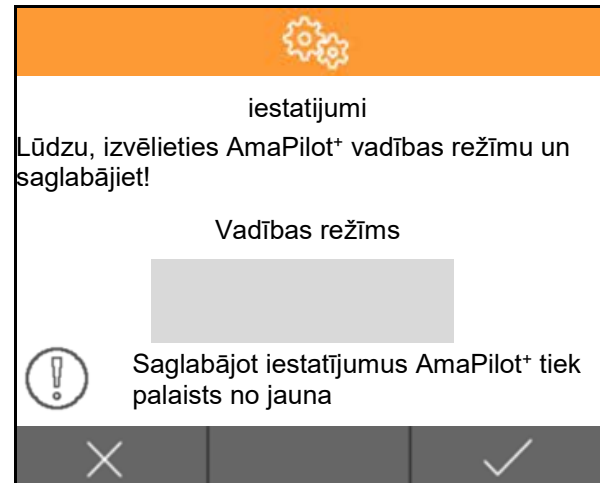 iestatijumi
Lūdzu, izvēlieties AmaPilot⁺ vadības režīmu un
saglabājiet!
Vadības režīms
Saglabājot iestatījumus AmaPilot⁺ tiek
palaists no jauna